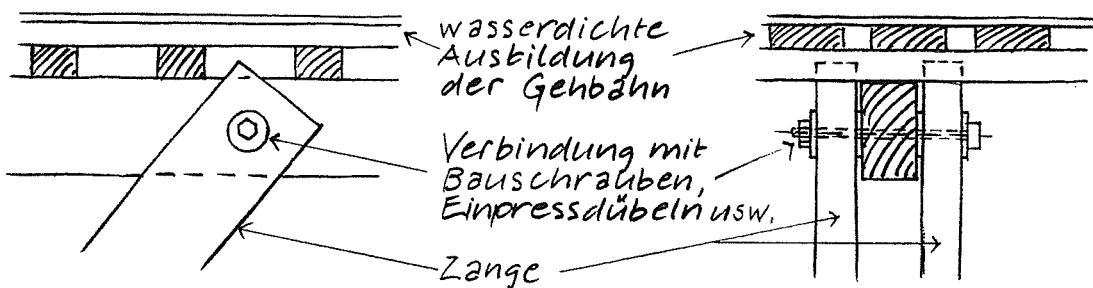 wasserdichte
Ausbildung
der Gehbahn
Verbindung mit
Bauschrauben,
Einpressdübeln usw.
Zange